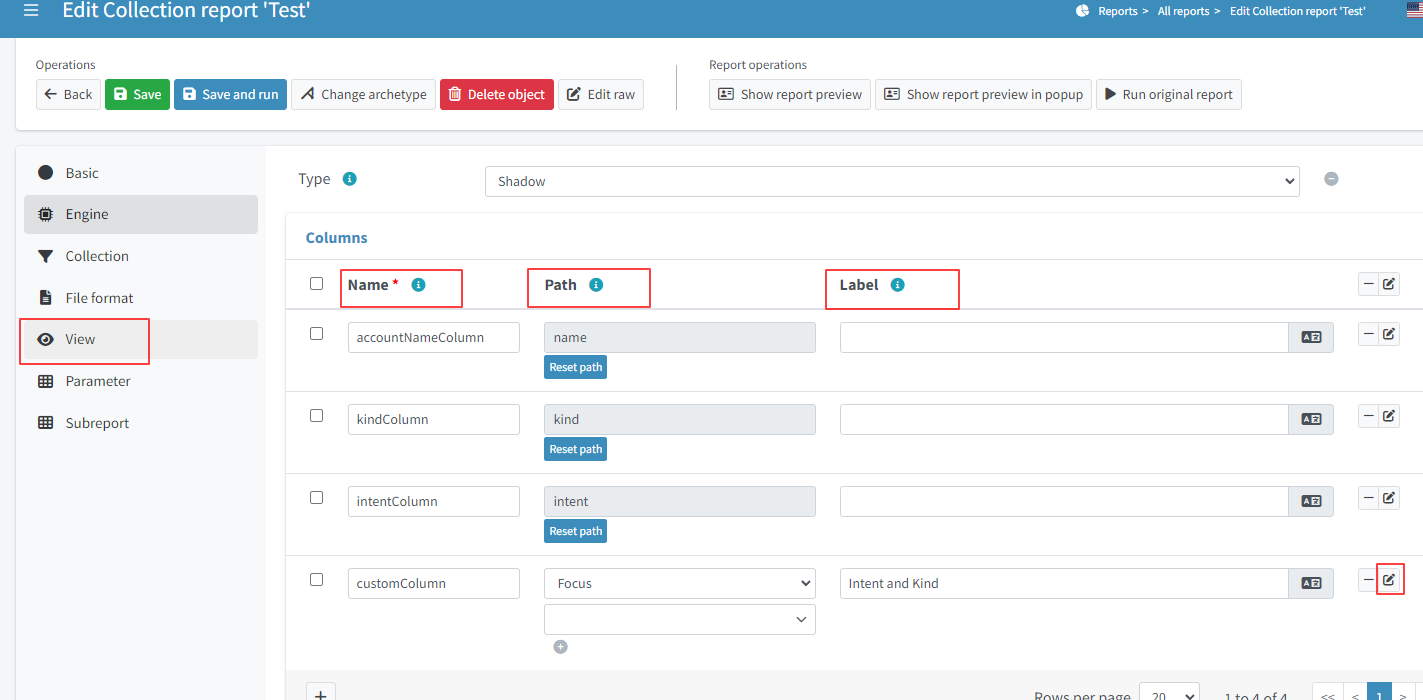 Edit Collection report 'Test'
Reports > All reports > Edit Collection report 'Test'
Operations
Back Save Save and run Change archetype Delete object Edit raw
Report operations
Show report preview Show report preview in popup Run original report
Basic
Engine
Collection
File format
View
Parameter
Subreport
Type Shadow
Columns
Name * Path Label
accountNameColumn name
Reset path
kindColumn kind
Reset path
intentColumn intent
Reset path
customColumn Focus Intent and Kind
Rows per page 20 1 to 4 of 4 << < 1 >